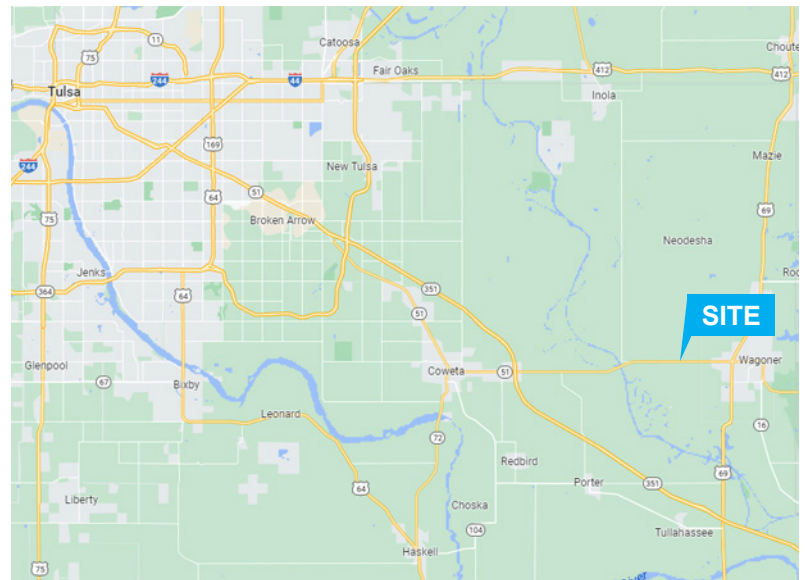 11
Catoosa
75
Choute
244
44
Fair Oaks
412
412
Tulsa
Inola
169
Mazie
244
New Tulsa
51
64
75
Broken Arrow
69
Neodesha
Jenks
Roc
364
64
351
51
SITE
Glenpool
Wagoner
67
Bixby
Coweta
51
Leonard
16
72
Redbird
69
64
Porter
351
Liberty
Choska
104
Tullahassee
Haskell
75